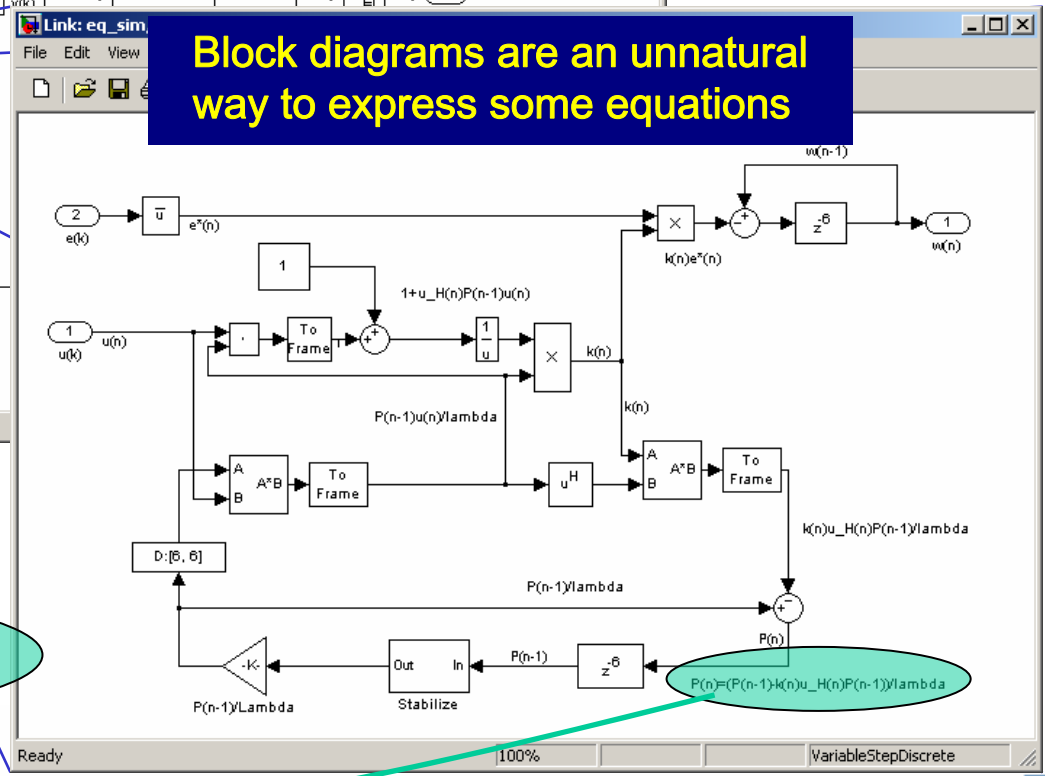 Link: eq_sim
Block diagrams are an unnatural
way to express some equations
File Edit View
w(n-1)
2
e(k)
u
e*(n)
×
k(n)e*(n)
-+
z-6
1
w(n)
1
1+u_H(n)P(n-1)u(n)
1
u(k)
u(n)
.
To
Frame
++
1
u
×
k(n)
P(n-1)u(n)/lambda
k(n)
A
B
A*B
To
Frame
uH
A
B
A*B
To
Frame
k(n)u_H(n)P(n-1)/lambda
D:[6, 6]
P(n-1)/lambda
+-
P(n)
-K-
P(n-1)/Lambda
Out In
Stabilize
P(n-1)
z-6
P(n)=(P(n-1)-k(n)u_H(n)P(n-1))/lambda
Ready 100% VariableStepDiscrete